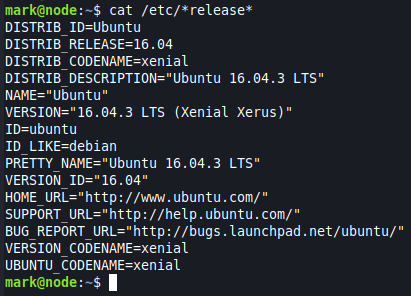 mark@node:~$ cat /etc/*release*
DISTRIB_ID=Ubuntu
DISTRIB_RELEASE=16.04
DISTRIB_CODENAME=xenial
DISTRIB_DESCRIPTION="Ubuntu 16.04.3 LTS"
NAME="Ubuntu"
VERSION="16.04.3 LTS (Xenial Xerus)"
ID=ubuntu
ID_LIKE=debian
PRETTY_NAME="Ubuntu 16.04.3 LTS"
VERSION_ID="16.04"
HOME_URL="http://www.ubuntu.com/"
SUPPORT_URL="http://help.ubuntu.com/"
BUG_REPORT_URL="http://bugs.launchpad.net/ubuntu/"
VERSION_CODENAME=xenial
UBUNTU_CODENAME=xenial
mark@node:~$